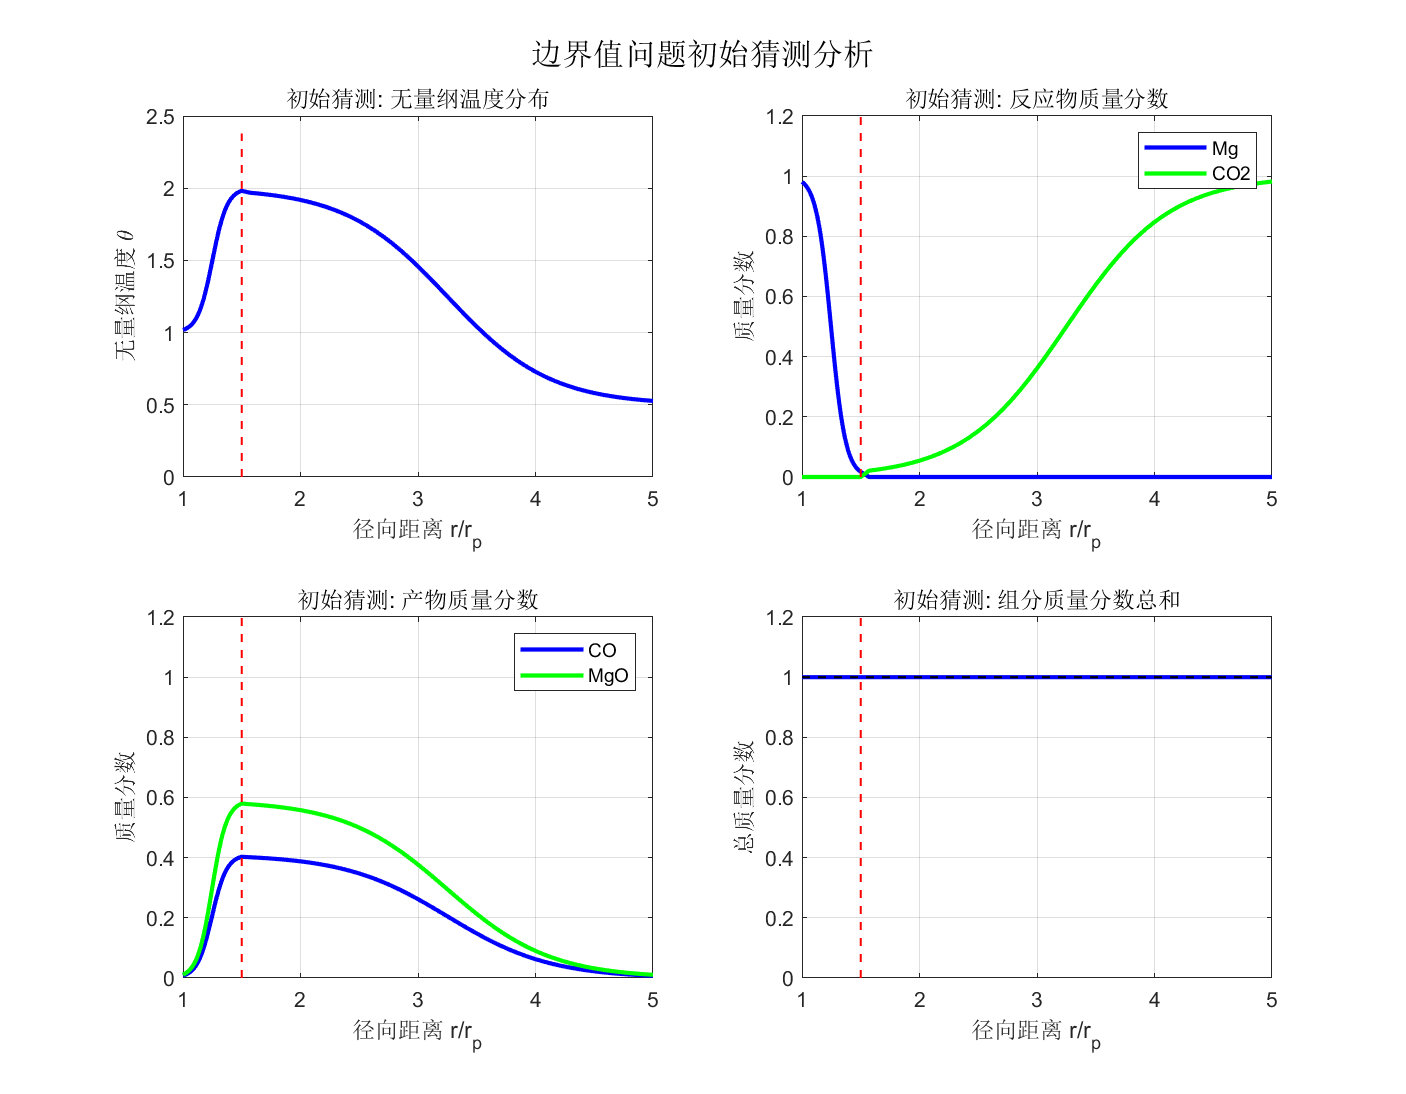 边界值问题初始猜测分析
初始猜测: 无量纲温度分布
2.5
2
1.5
1
0.5
0
无量纲温度 θ
1 2 3 4 5
径向距离 r/rp
初始猜测: 反应物质量分数
1.2
1
0.8
0.6
0.4
0.2
0
质量分数
Mg
CO2
1 2 3 4 5
径向距离 r/rp
初始猜测: 产物质量分数
1.2
1
0.8
0.6
0.4
0.2
0
质量分数
CO
MgO
1 2 3 4 5
径向距离 r/rp
初始猜测: 组分质量分数总和
1.2
1
0.8
0.6
0.4
0.2
0
总质量分数
1 2 3 4 5
径向距离 r/rp